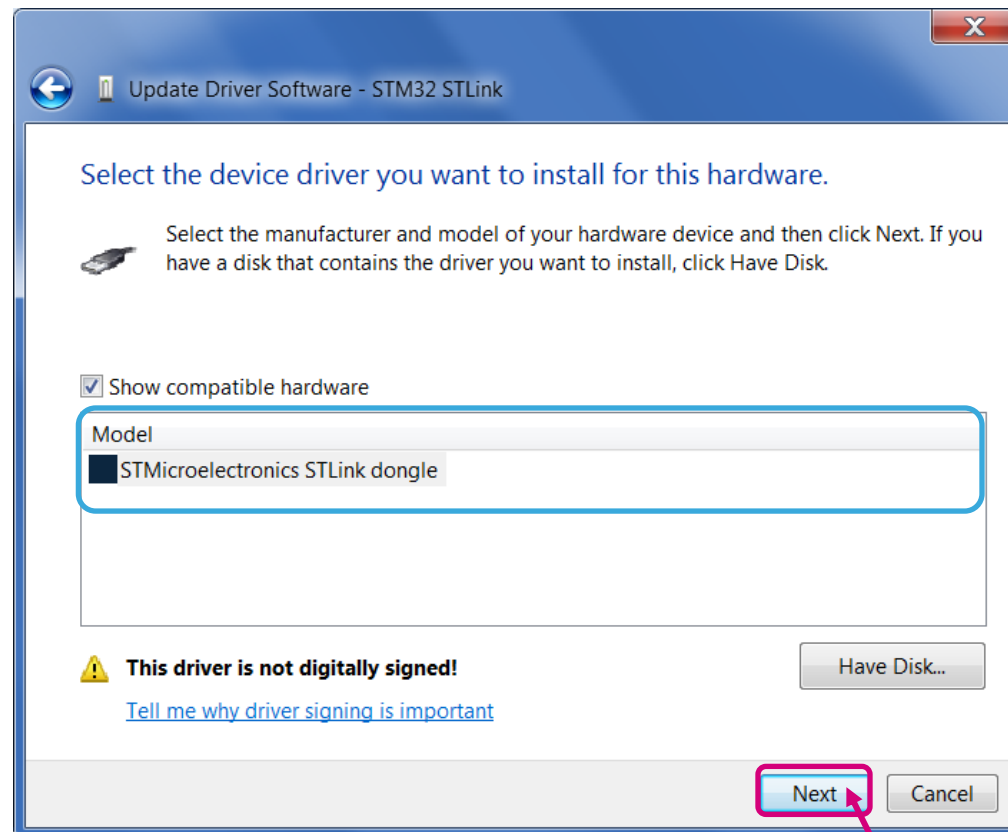 Update Driver Software - STM32 STLink
Select the device driver you want to install for this hardware.
Select the manufacturer and model of your hardware device and then click Next. If you
have a disk that contains the driver you want to install, click Have Disk.
Show compatible hardware
Model
STMicroelectronics STLink dongle
This driver is not digitally signed!
Have Disk...
Tell me why driver signing is important
Next
Cancel